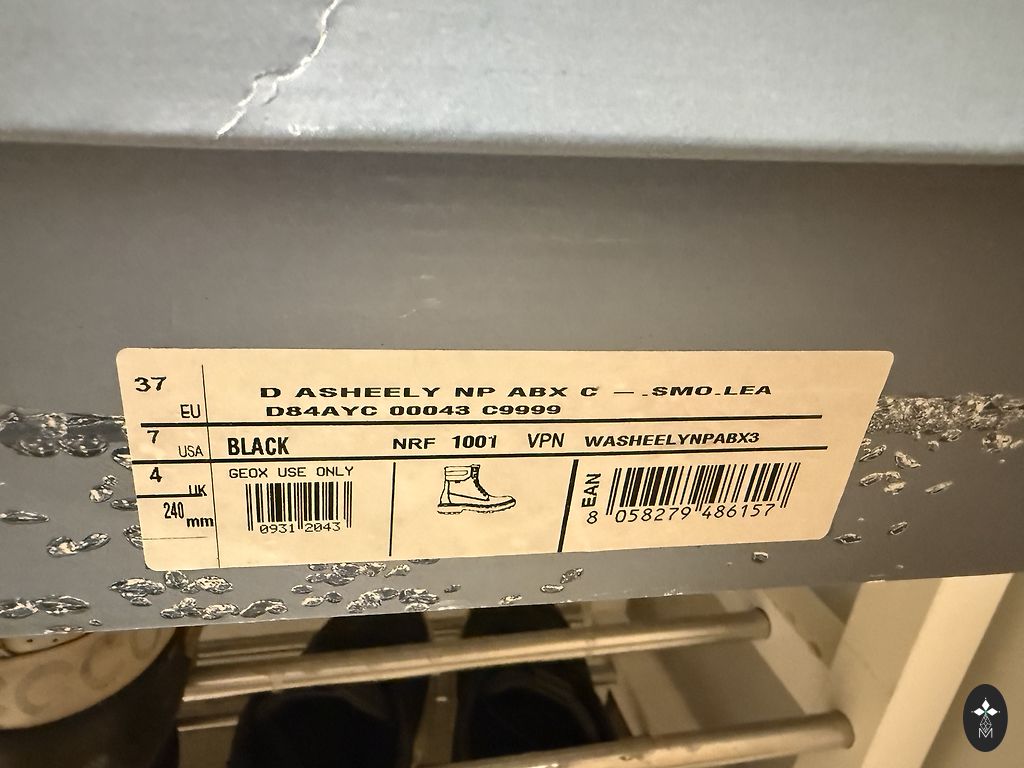 37 EU
D ASHEELY NP ABX C – .SMO.LEA
D84AYC 00043 C9999
7 USA
BLACK NRF 1001 VPN WASHEELYNPABX3
4 UK
GEOX USE ONLY
0931 2043
EAN
8 058279 486157
240 mm
M